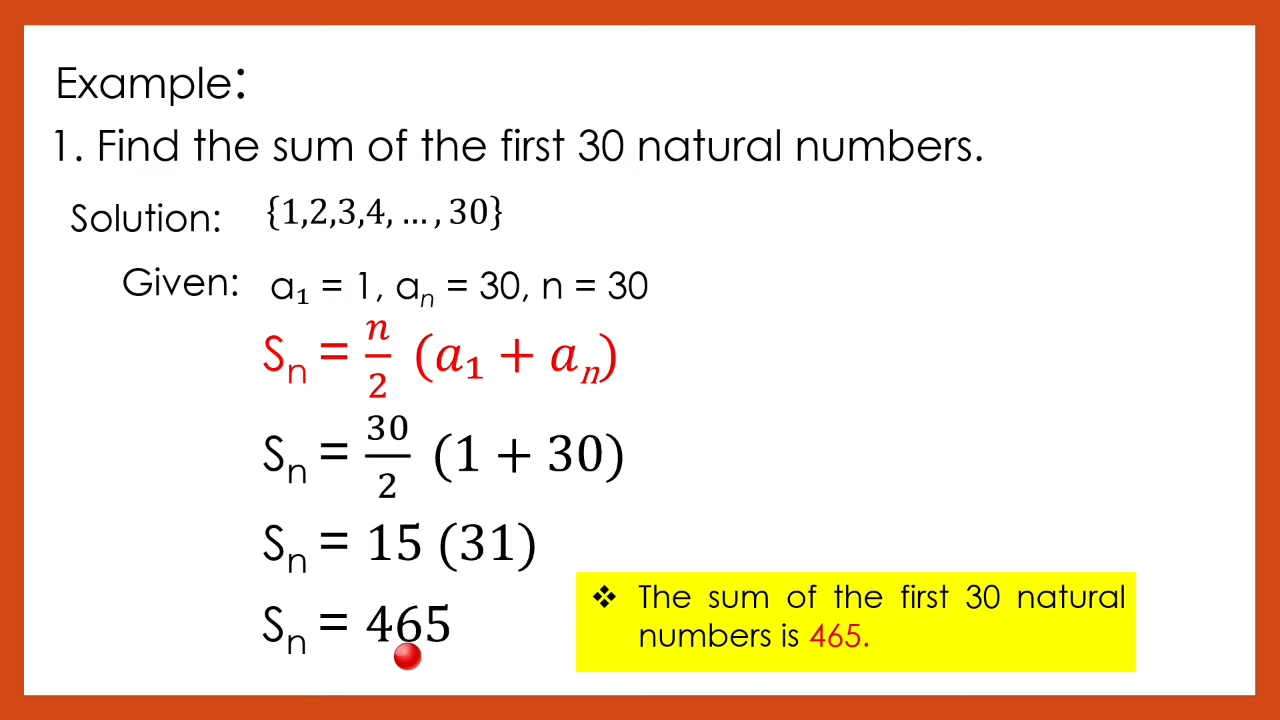 Example:
1. Find the sum of the first 30 natural numbers.
Solution: {1,2,3,4, … , 30}
Given: a₁ = 1, aₙ = 30, n = 30
Sₙ = n/2 (a₁ + aₙ)
Sₙ = 30/2 (1 + 30)
Sₙ = 15 (31)
Sₙ = 465
❖ The sum of the first 30 natural
numbers is 465.